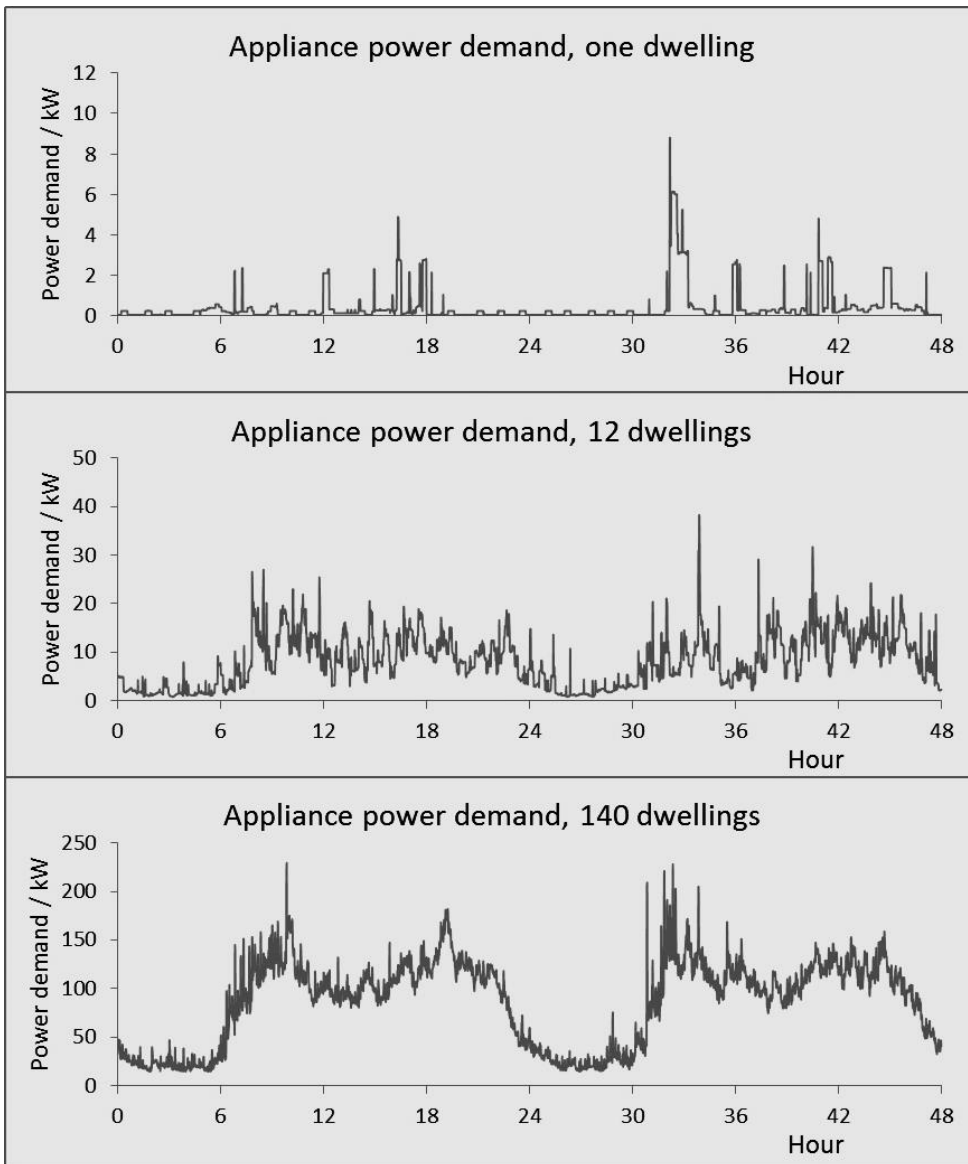 Appliance power demand, one dwelling
Power demand / kW
12
10
8
6
4
2
0
0 6 12 18 24 30 36 42 48
Hour
Appliance power demand, 12 dwellings
Power demand / kW
50
40
30
20
10
0
0 6 12 18 24 30 36 42 48
Hour
Appliance power demand, 140 dwellings
Power demand / kW
250
200
150
100
50
0
0 6 12 18 24 30 36 42 48
Hour